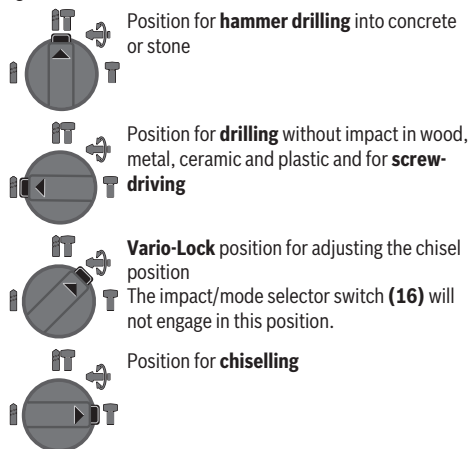 Position for hammer drilling into concrete
or stone
Position for drilling without impact in wood,
metal, ceramic and plastic and for screw-
driving
Vario-Lock position for adjusting the chisel
position
The impact/mode selector switch (16) will
not engage in this position.
Position for chiselling